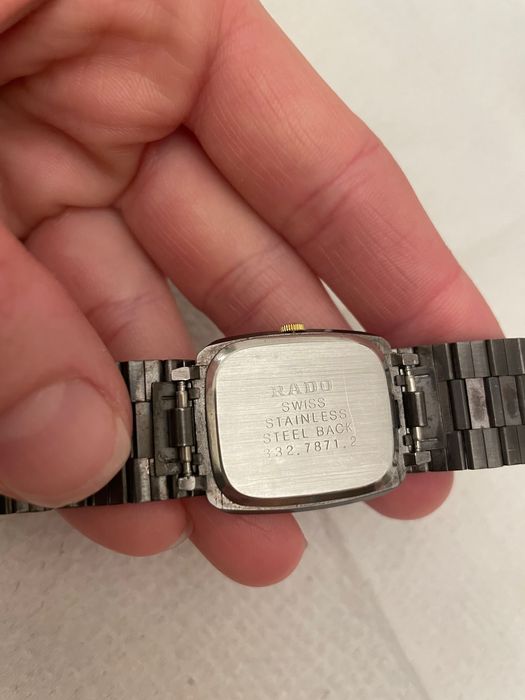 RADO
SWISS
STAINLESS
STEEL BACK
332.7871.2